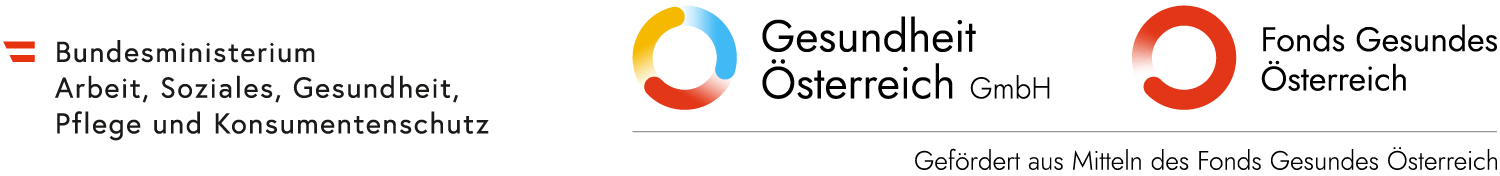 Bundesministerium
Arbeit, Soziales, Gesundheit,
Pflege und Konsumentenschutz
Gesundheit
Österreich GmbH
Fonds Gesundes
Österreich
Gefördert aus Mitteln des Fonds Gesundes Österreich